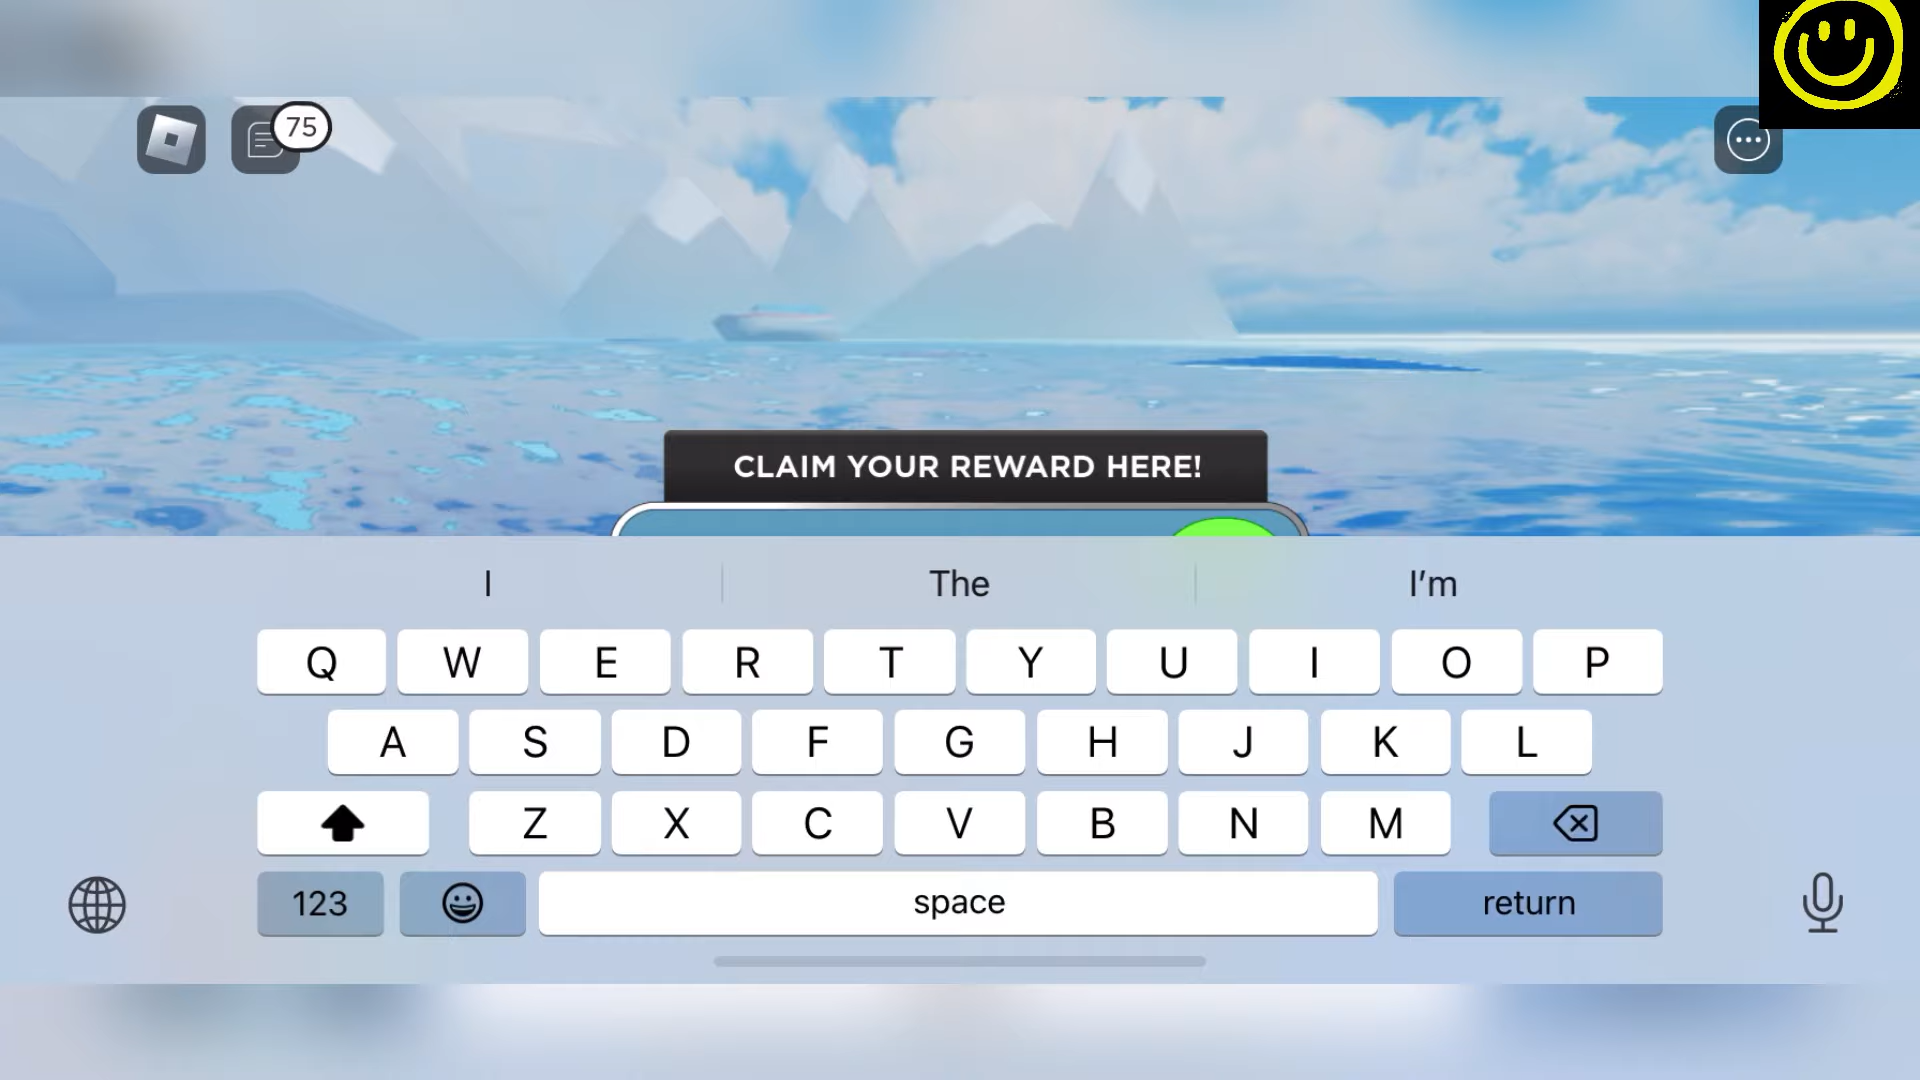 75
CLAIM YOUR REWARD HERE!
I The I'm
Q W E R T Y U I O P
A S D F G H J K L
Z X C V B N M
123 space return